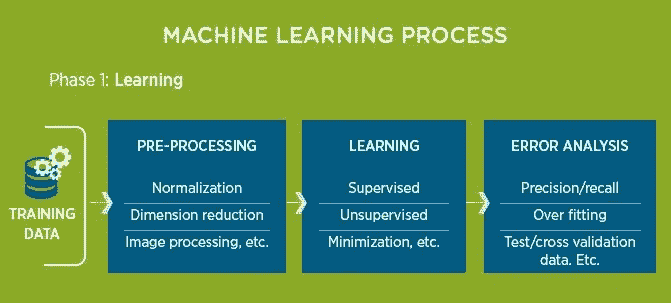 MACHINE LEARNING PROCESS
Phase 1: Learning
TRAINING
DATA
PRE-PROCESSING
Normalization
Dimension reduction
Image processing, etc.
LEARNING
Supervised
Unsupervised
Minimization, etc.
ERROR ANALYSIS
Precision/recall
Over fitting
Test/cross validation
data. Etc.